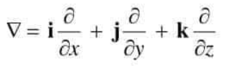 ∇ = i ∂/∂x + j ∂/∂y + k ∂/∂z